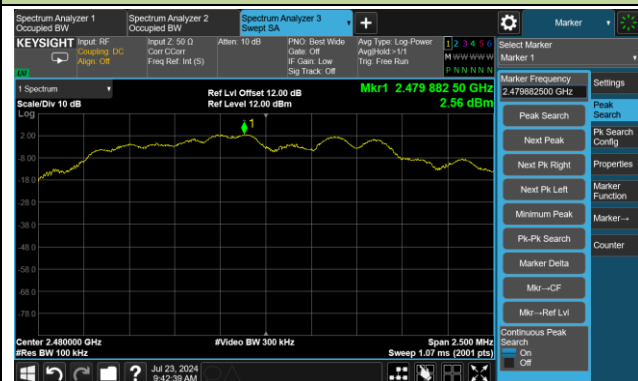 Spectrum Analyzer 1
Occupied BW
Spectrum Analyzer 2
Occupied BW
Spectrum Analyzer 3
Swept SA
Marker
KEYSIGHT
Input: RF
Coupling: DC
Align: Off
Input Z: 50 Ω
Corr CCorr
Freq Ref: Int (S)
Atten: 10 dB
PNO: Best Wide
Gate: Off
IF Gain: Low
Sig Track: Off
Avg Type: Log-Power
Avg|Hold:>1/1
Trig: Free Run
1 2 3 4 5 6
M W W W W W
P N N N N N
Select Marker
Marker 1
1 Spectrum
Scale/Div 10 dB
Log
Ref Lvl Offset 12.00 dB
Ref Level 12.00 dBm
Mkr1 2.479 882 50 GHz
2.56 dBm
1
2.00
-8.00
-18.0
-28.0
-38.0
-48.0
-58.0
-68.0
-78.0
Center 2.480000 GHz
#Res BW 100 kHz
#Video BW 300 kHz
Span 2.500 MHz
Sweep 1.07 ms (2001 pts)
Marker Frequency
2.479882500 GHz
Peak Search
Next Peak
Next Pk Right
Next Pk Left
Minimum Peak
Pk-Pk Search
Marker Delta
Mkr→CF
Mkr→Ref Lvl
Continuous Peak
Search
On
Off
Settings
Peak
Search
Pk Search
Config
Properties
Marker
Function
Marker→
Counter
?
Jul 23, 2024
9:42:39 AM